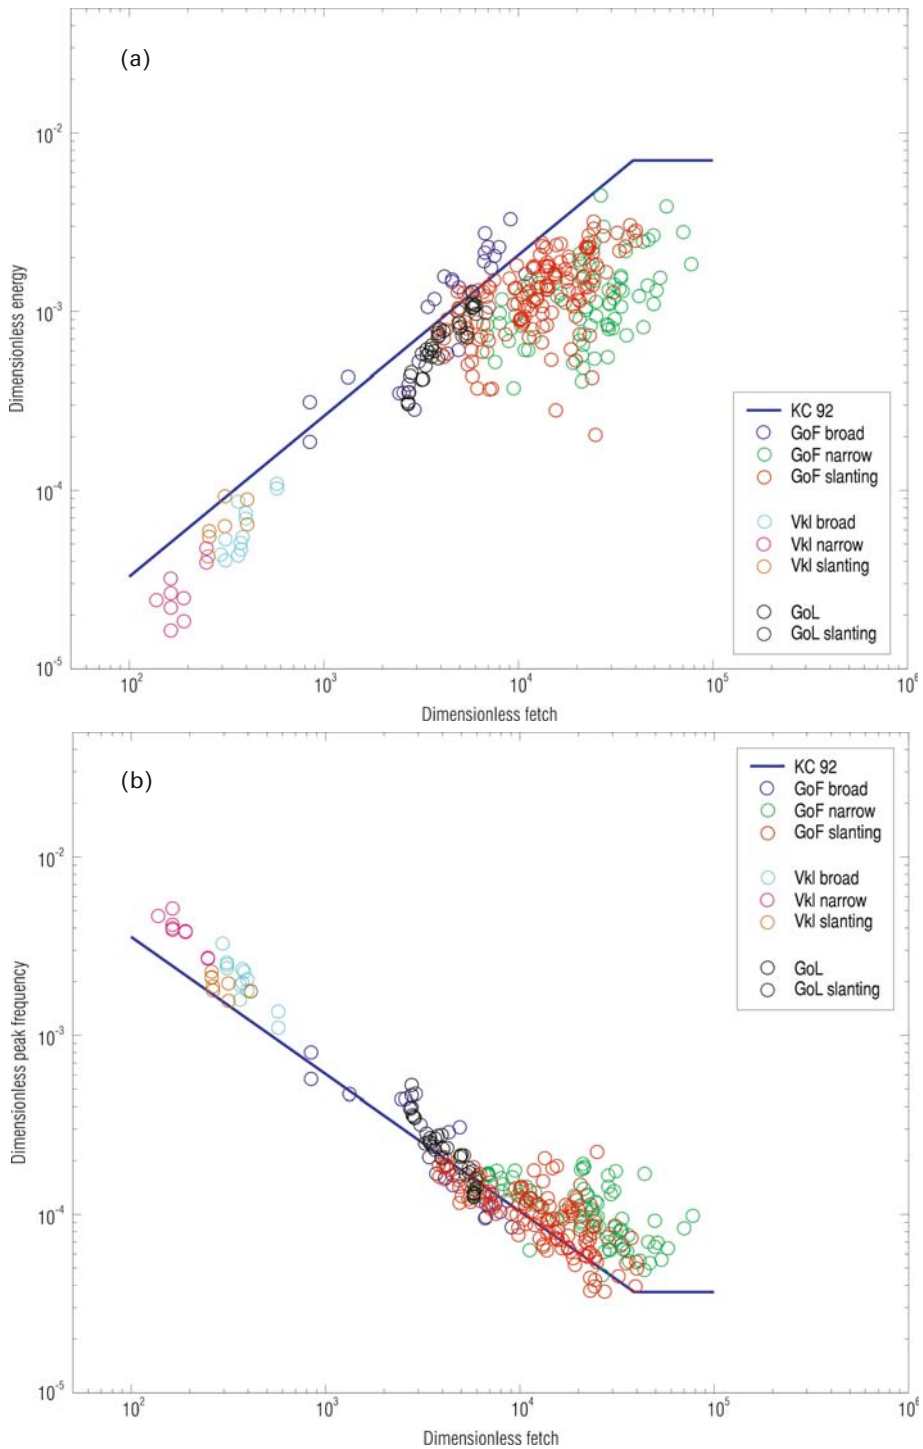 (a)
10⁻²
10⁻³
10⁻⁴
10⁻⁵
Dimensionless energy
KC 92
GoF broad
GoF narrow
GoF slanting
Vkl broad
Vkl narrow
Vkl slanting
GoL
GoL slanting
10² 10³ 10⁴ 10⁵ 10⁶
Dimensionless fetch
(b)
10⁻²
10⁻³
10⁻⁴
10⁻⁵
Dimensionless peak frequency
KC 92
GoF broad
GoF narrow
GoF slanting
Vkl broad
Vkl narrow
Vkl slanting
GoL
GoL slanting
10² 10³ 10⁴ 10⁵ 10⁶
Dimensionless fetch